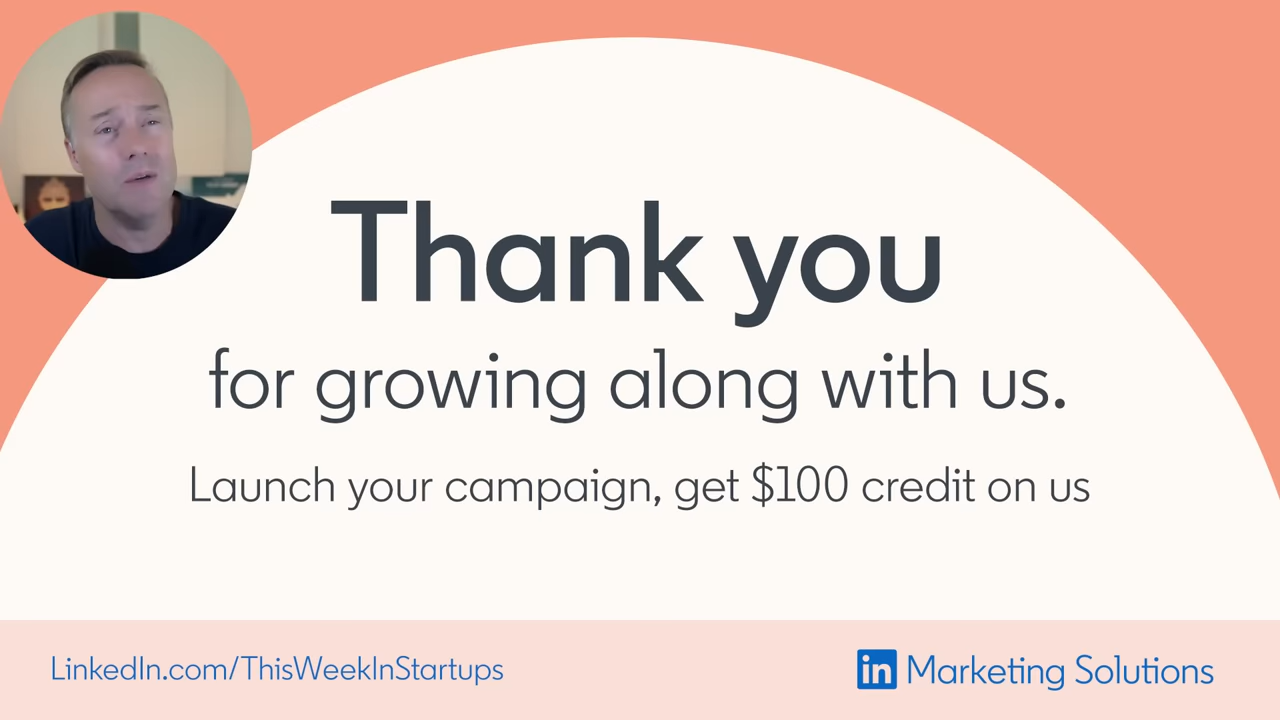 Thank you
for growing along with us.
Launch your campaign, get $100 credit on us
LinkedIn.com/ThisWeekInStartups
in Marketing Solutions